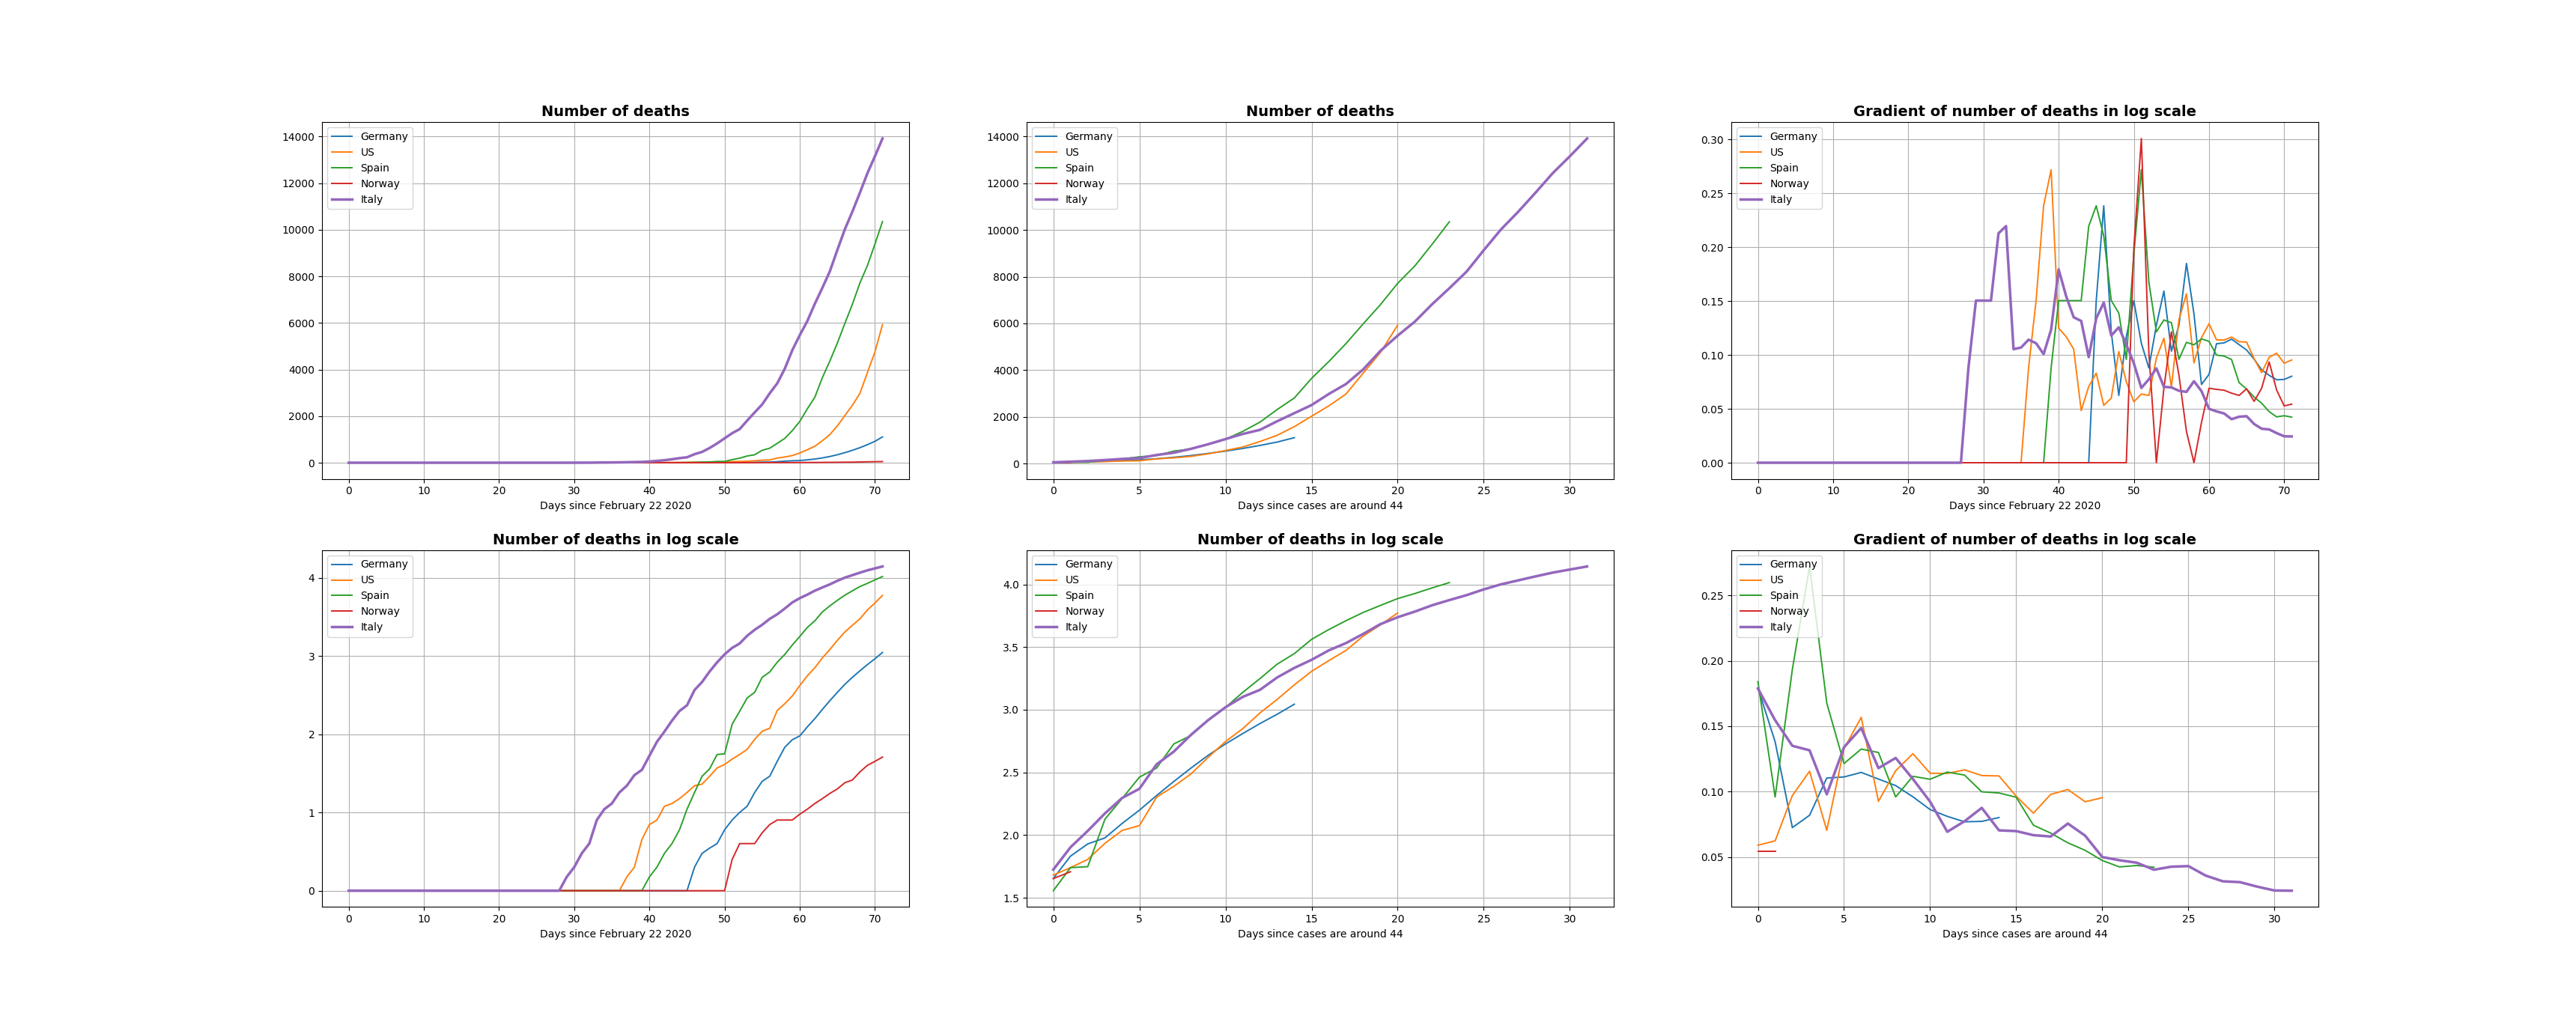 Number of deaths
14000
12000
10000
8000
6000
4000
2000
0
Germany
US
Spain
Norway
Italy
0 10 20 30 40 50 60 70
Days since February 22 2020
Number of deaths
14000
12000
10000
8000
6000
4000
2000
0
Germany
US
Spain
Norway
Italy
0 5 10 15 20 25 30
Days since cases are around 44
Gradient of number of deaths in log scale
0.30
0.25
0.20
0.15
0.10
0.05
0.00
Germany
US
Spain
Norway
Italy
0 10 20 30 40 50 60 70
Days since February 22 2020
Number of deaths in log scale
4
3
2
1
0
Germany
US
Spain
Norway
Italy
0 10 20 30 40 50 60 70
Days since February 22 2020
Number of deaths in log scale
4.0
3.5
3.0
2.5
2.0
1.5
Germany
US
Spain
Norway
Italy
0 5 10 15 20 25 30
Days since cases are around 44
Gradient of number of deaths in log scale
0.25
0.20
0.15
0.10
0.05
Germany
US
Spain
Norway
Italy
0 5 10 15 20 25 30
Days since cases are around 44